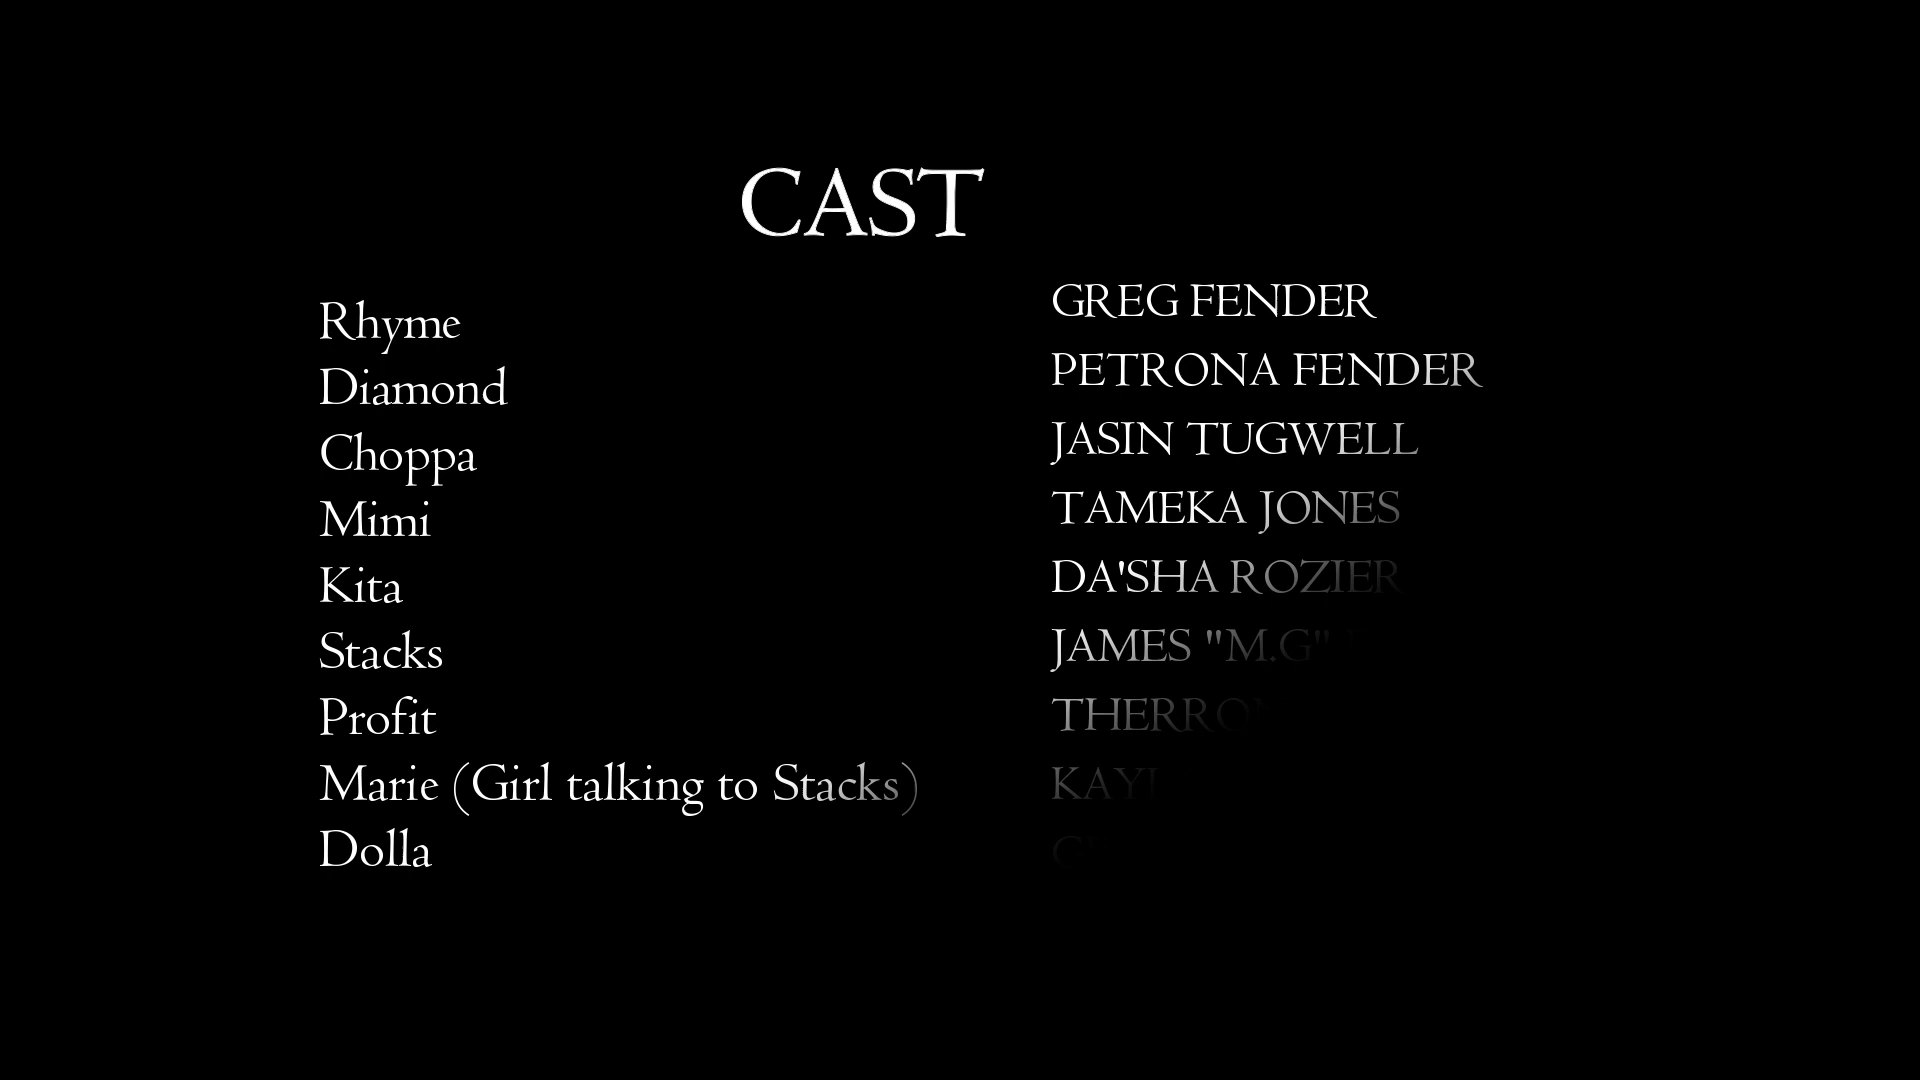 CAST
Rhyme GREG FENDER
Diamond PETRONA FENDER
Choppa JASIN TUGWELL
Mimi TAMEKA JONES
Kita DA'SHA ROZIER
Stacks JAMES "M.G"
Profit
Marie (Girl talking to Stacks)
Dolla